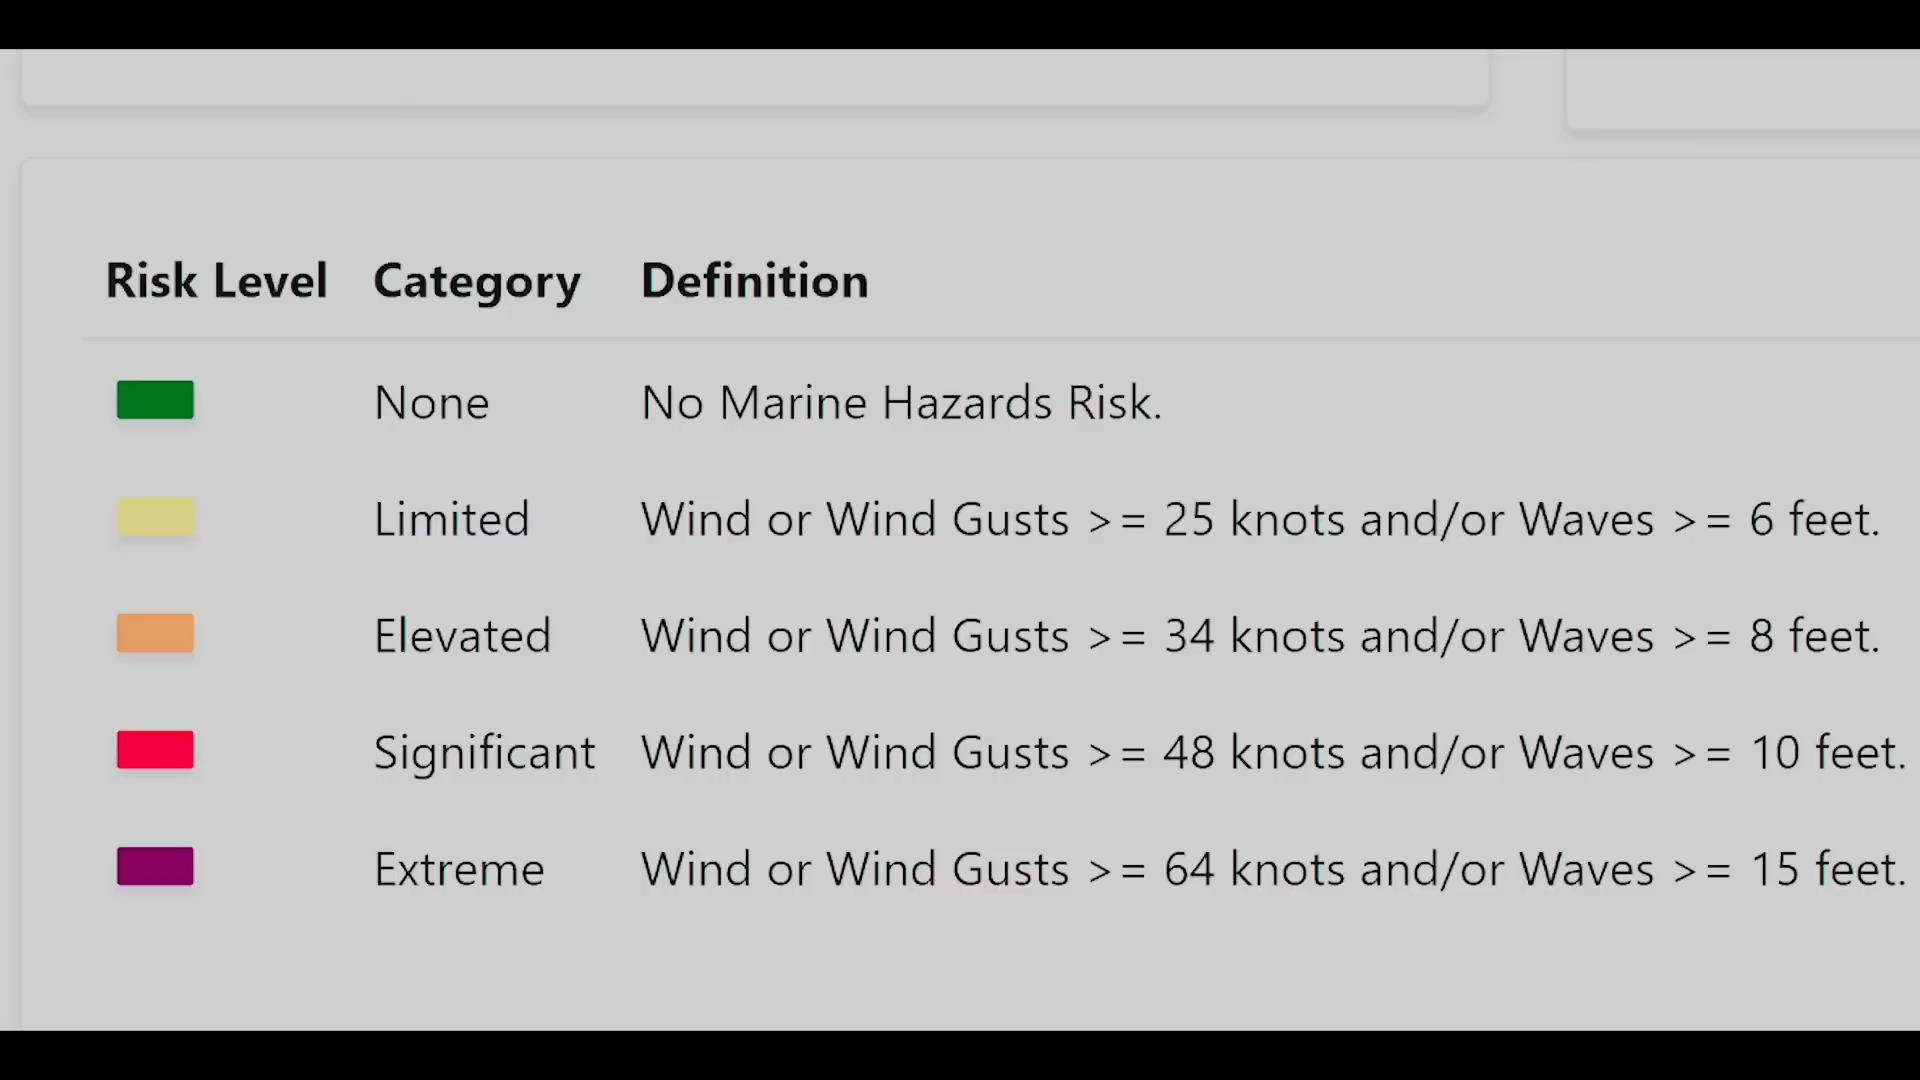 Risk Level Category Definition
None No Marine Hazards Risk.
Limited Wind or Wind Gusts >= 25 knots and/or Waves >= 6 feet.
Elevated Wind or Wind Gusts >= 34 knots and/or Waves >= 8 feet.
Significant Wind or Wind Gusts >= 48 knots and/or Waves >= 10 feet.
Extreme Wind or Wind Gusts >= 64 knots and/or Waves >= 15 feet.